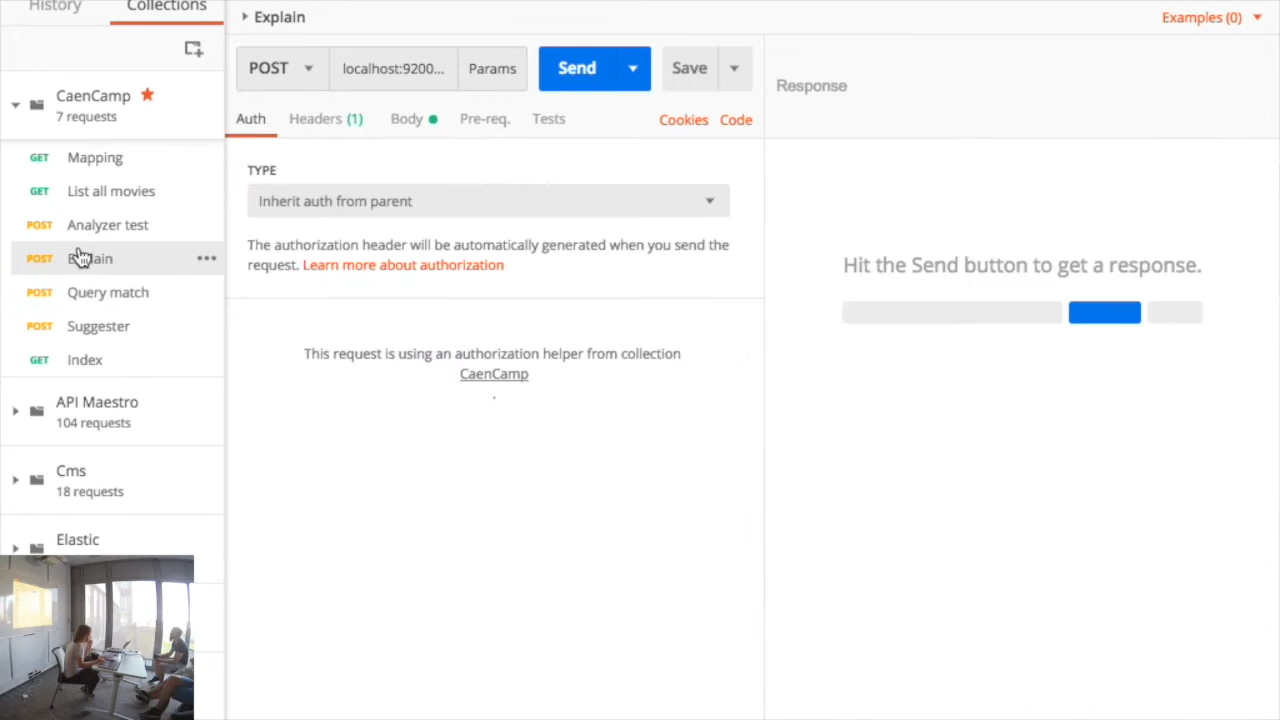 History
Collections
CaenCamp
7 requests
GET Mapping
GET List all movies
POST Analyzer test
POST
POST Query match
POST Suggester
GET Index
API Maestro
104 requests
Cms
18 requests
Elastic
Explain
Examples (0)
POST
localhost:9200...
Params
Send
Save
Auth
Headers (1)
Body
Pre-req.
Tests
Cookies
Code
TYPE
Inherit auth from parent
The authorization header will be automatically generated when you send the
request. Learn more about authorization
This request is using an authorization helper from collection
CaenCamp
.
Response
Hit the Send button to get a response.